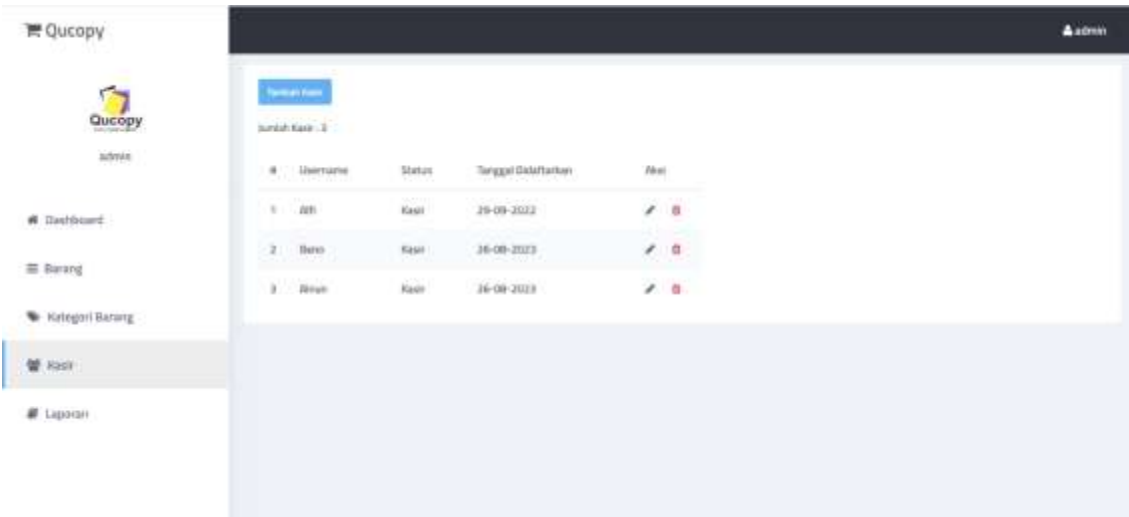 Qucopy
admin
Qucopy
admin
Dashboard
Barang
Kategori Barang
Kasir
Laporan
Tambah Kasir
Jumlah Kasir : 3
# Username Status Tanggal Didaftarkan Aksi
1 Alfi Kasir 29-09-2022
2 Beno Kasir 26-08-2023
3 Kasir 26-08-2023